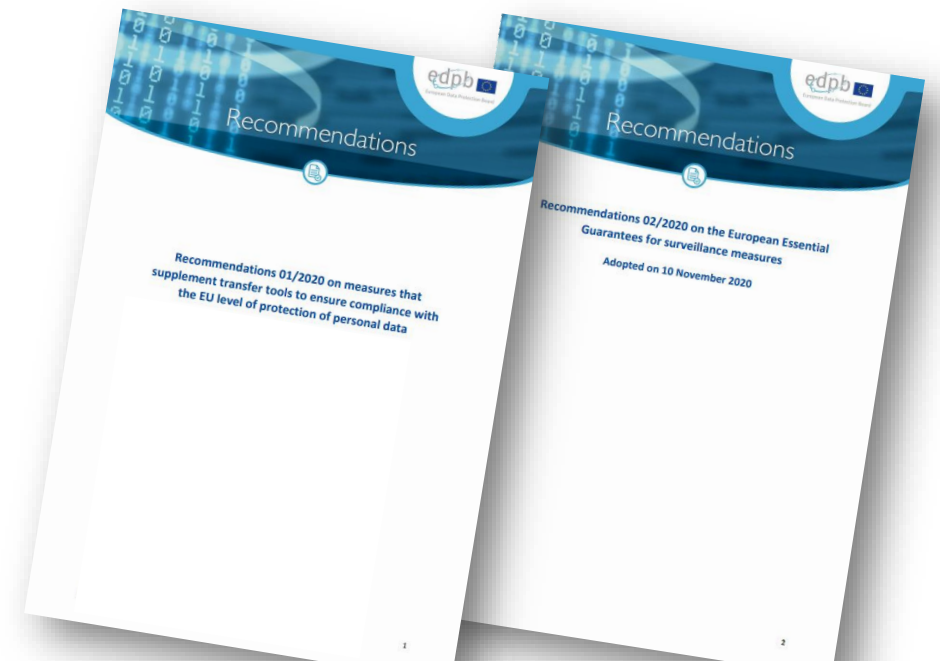 edpb
European Data Protection Board
Recommendations
Recommendations 01/2020 on measures that
supplement transfer tools to ensure compliance with
the EU level of protection of personal data
1
edpb
European Data Protection Board
Recommendations
Recommendations 02/2020 on the European Essential
Guarantees for surveillance measures
Adopted on 10 November 2020
2